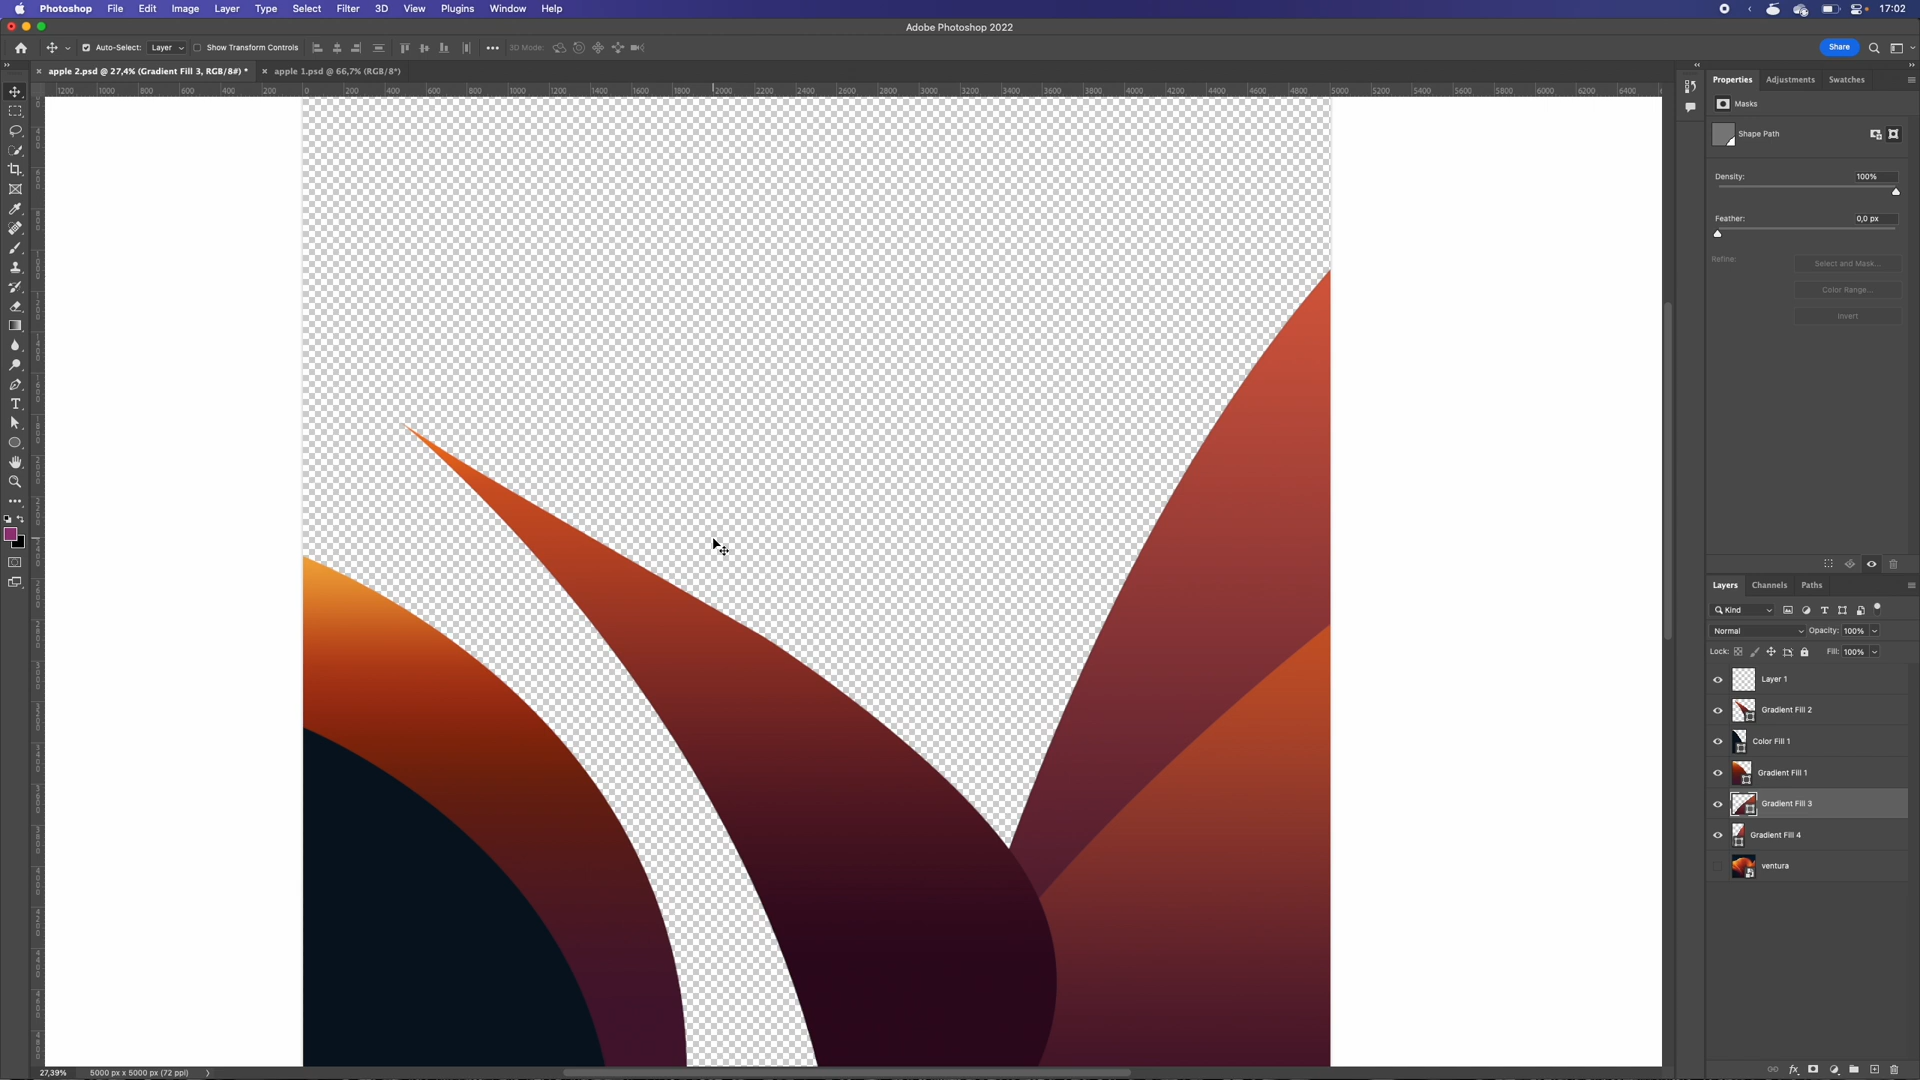 Photoshop File Edit Image Layer Type Select Filter 3D View Plugins Window Help 17:02
Adobe Photoshop 2022
Auto-Select: Layer Show Transform Controls 3D Mode: Share
apple 2.psd @ 27,4% (Gradient Fill 3, RGB/8#) * apple 1.psd @ 66,7% (RGB/8*)
1200 1000 800 600 400 200 0 200 400 600 800 1000 1200 1400 1600 1800 2000 2200 2400 2600 2800 3000 3200 3400 3600 3800 4000 4200 4400 4600 4800 5000 5200 5400 5600 5800 6000 6200 6400
Properties Adjustments Swatches
Masks
Shape Path
Density: 100%
Feather: 0,0 px
Refine: Select and Mask...
Color Range...
Invert
Layers Channels Paths
Kind
Normal Opacity: 100%
Lock: Fill: 100%
Layer 1
Gradient Fill 2
Color Fill 1
Gradient Fill 1
Gradient Fill 3
Gradient Fill 4
ventura
fx
27,39% 5000 px x 5000 px (72 ppi)